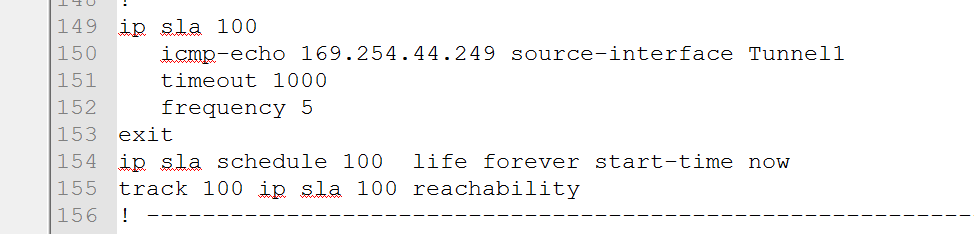 148 !
149 ip sla 100
150    icmp-echo 169.254.44.249 source-interface Tunnel1
151    timeout 1000
152    frequency 5
153 exit
154 ip sla schedule 100  life forever start-time now
155 track 100 ip sla 100 reachability
156 ! -----------------------------------------------------------